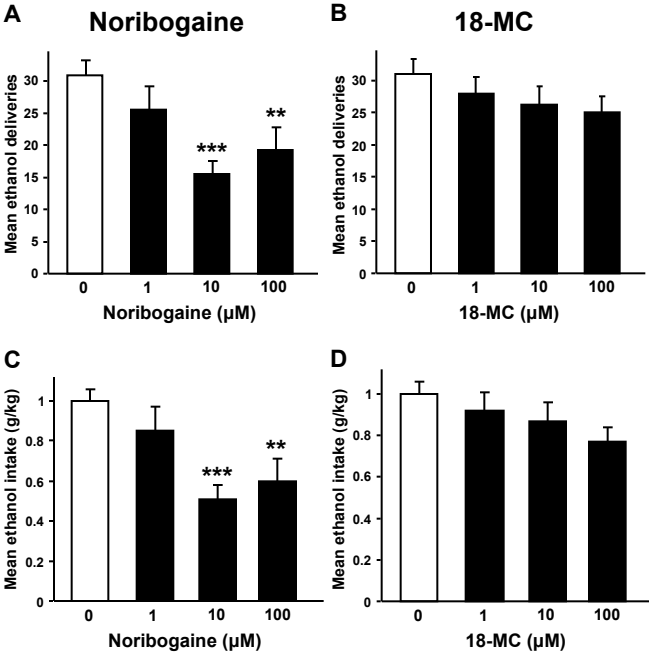 A
Noribogaine
Mean ethanol deliveries
30
25
20
15
10
5
0
***
**
0 1 10 100
Noribogaine (µM)
B
18-MC
Mean ethanol deliveries
30
25
20
15
10
5
0
0 1 10 100
18-MC (µM)
C
Mean ethanol intake (g/kg)
1
0.8
0.6
0.4
0.2
0
***
**
0 1 10 100
Noribogaine (µM)
D
Mean ethanol intake (g/kg)
1
0.8
0.6
0.4
0.2
0
0 1 10 100
18-MC (µM)